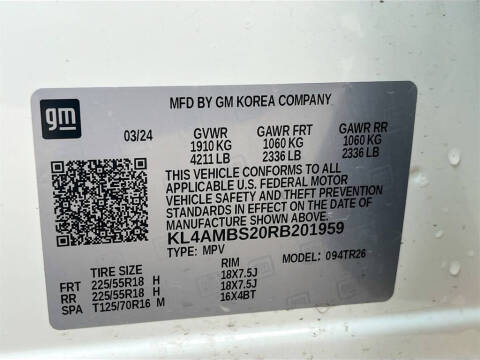 gm
MFD BY GM KOREA COMPANY
03/24 GVWR GAWR FRT GAWR RR
1910 KG 1060 KG 1060 KG
4211 LB 2336 LB 2336 LB
THIS VEHICLE CONFORMS TO ALL
APPLICABLE U.S. FEDERAL MOTOR
VEHICLE SAFETY AND THEFT PREVENTION
STANDARDS IN EFFECT ON THE DATE OF
MANUFACTURE SHOWN ABOVE.
KL4AMBS20RB201959
TYPE: MPV MODEL: 094TR26
TIRE SIZE RIM
FRT 225/55R18 H 18X7.5J
RR 225/55R18 H 18X7.5J
SPA T125/70R16 M 16X4BT